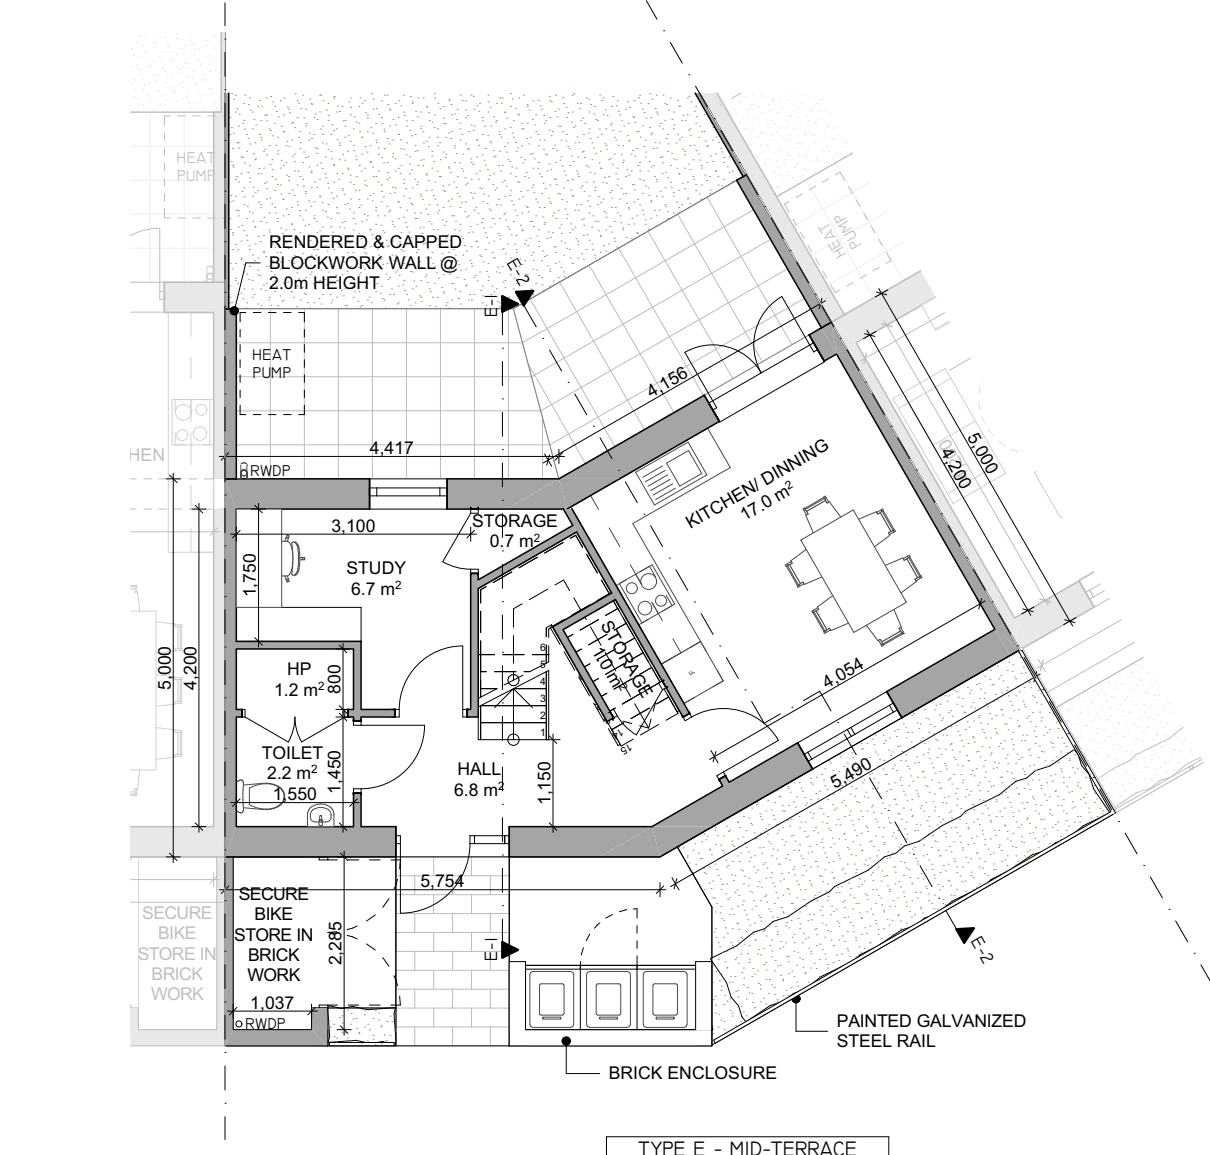 HEAT
PUMP
RENDERED & CAPPED
BLOCKWORK WALL @
2.0m HEIGHT
E-2
E-1
HEAT
PUMP
HEAT
PUMP
4,156
4,417
RWDP
HEN
KITCHEN/ DINNING
17.0 m²
5,000
4,200
3,100
STORAGE
0.7 m²
1,750
STUDY
6.7 m²
STORAGE
1.0 m²
6
5
4
3
2
1
15
F
5,000
4,200
HP
1.2 m²
800
4,054
TOILET
2.2 m²
1,450
1,550
HALL
6.8 m²
1,150
5,490
5,754
SECURE
BIKE
STORE IN
BRICK
WORK
SECURE
BIKE
STORE IN
BRICK
WORK
2,285
E-1
E-2
1,037
RWDP
PAINTED GALVANIZED
STEEL RAIL
BRICK ENCLOSURE
TYPE E - MID-TERRACE